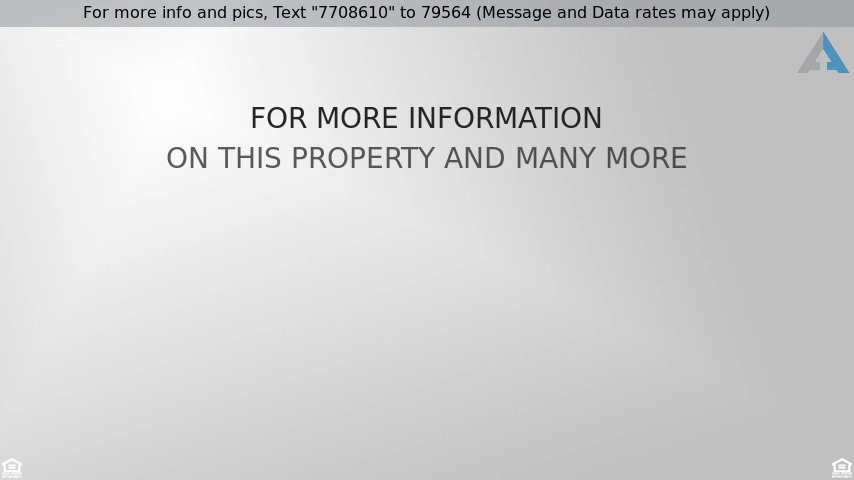 For more info and pics, Text "7708610" to 79564 (Message and Data rates may apply)
FOR MORE INFORMATION
ON THIS PROPERTY AND MANY MORE